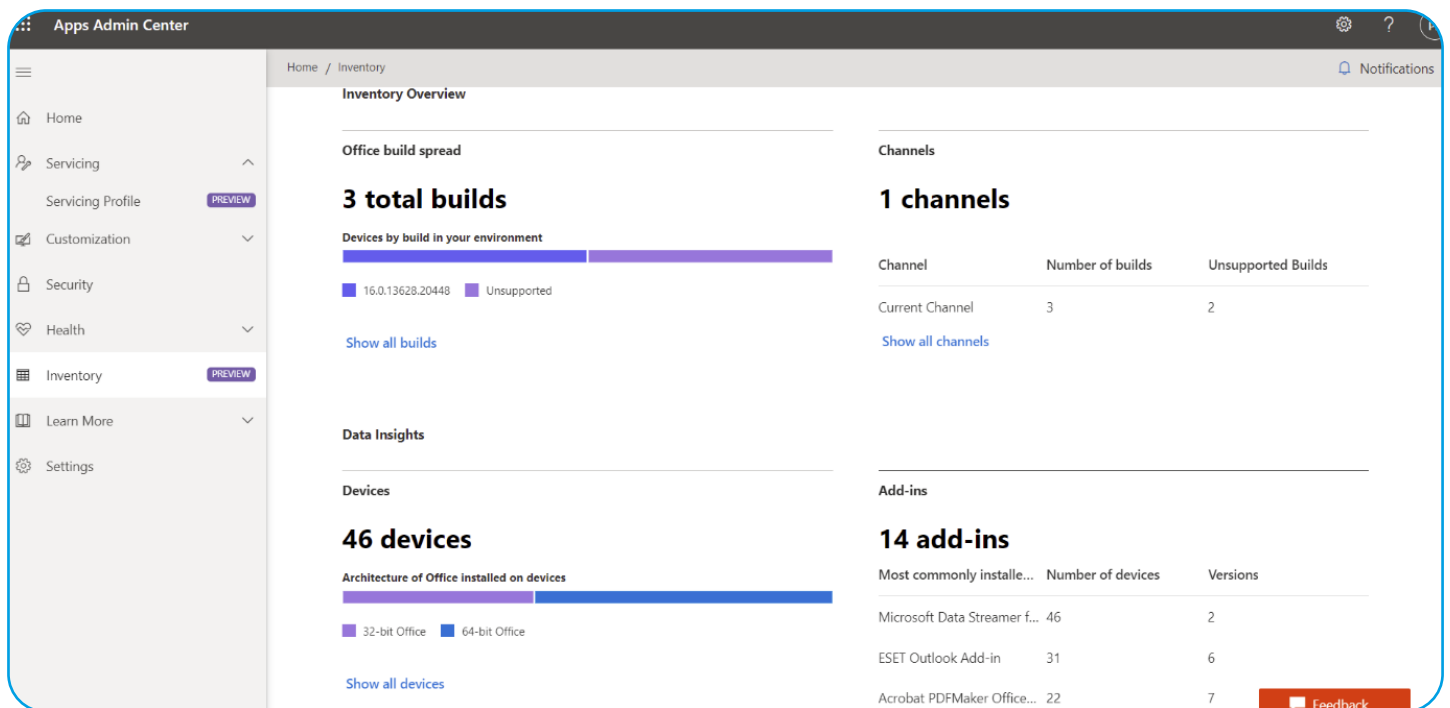 Apps Admin Center
?
Home / Inventory
Notifications
Home
Servicing
Servicing Profile PREVIEW
Customization
Security
Health
Inventory PREVIEW
Learn More
Settings
Inventory Overview
Office build spread
3 total builds
Devices by build in your environment
16.0.13628.20448 Unsupported
Show all builds
Channels
1 channels
Channel Number of builds Unsupported Builds
Current Channel 3 2
Show all channels
Data Insights
Devices
46 devices
Architecture of Office installed on devices
32-bit Office 64-bit Office
Show all devices
Add-ins
14 add-ins
Most commonly installe... Number of devices Versions
Microsoft Data Streamer f... 46 2
ESET Outlook Add-in 31 6
Acrobat PDFMaker Office... 22 7
Feedback